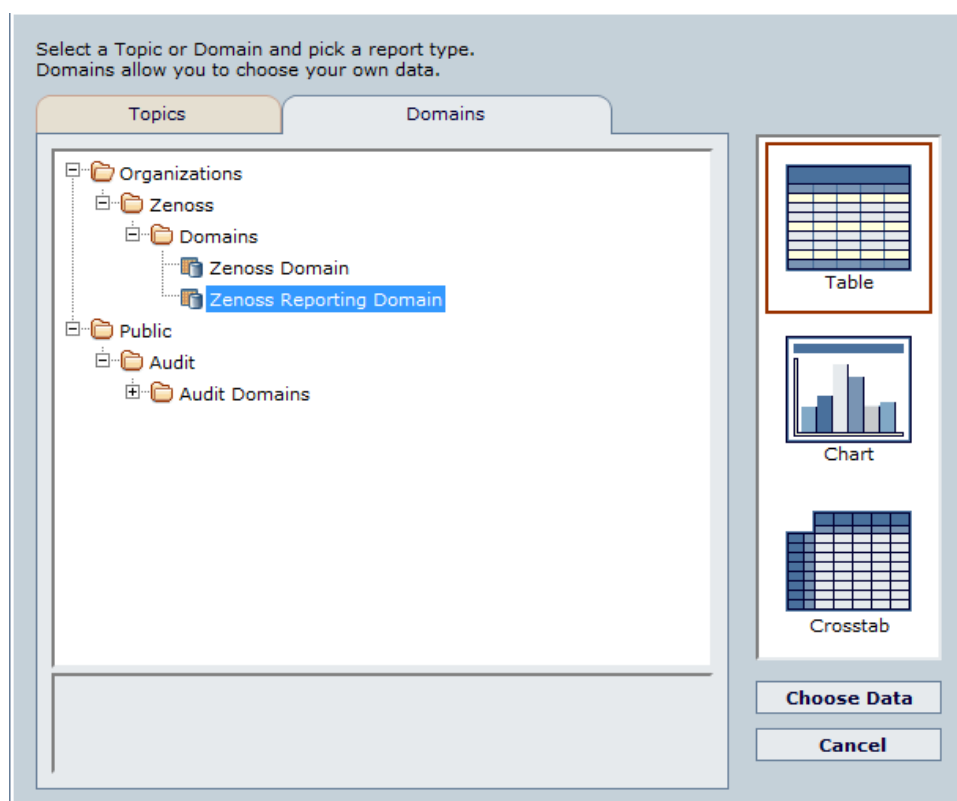 Select a Topic or Domain and pick a report type.
Domains allow you to choose your own data.
Topics
Domains
Organizations
Zenoss
Domains
Zenoss Domain
Zenoss Reporting Domain
Public
Audit
Audit Domains
Table
Chart
Crosstab
Choose Data
Cancel